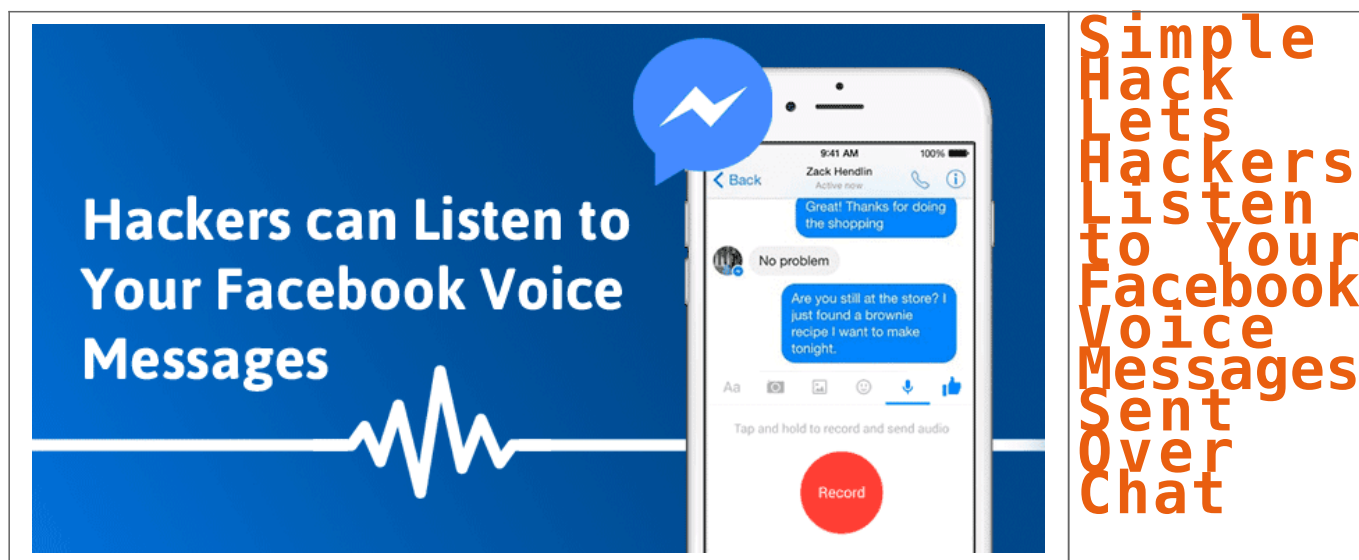 Hackers can Listen to
Your Facebook Voice
Messages
9:41 AM
100%
Back
Zack Hendlin
Active now
Great! Thanks for doing
the shopping
No problem
Are you still at the store? I
just found a brownie
recipe I want to make
tonight.
Aa
Tap and hold to record and send audio
Record
Simple
Hack
Lets
Hackers
Listen
to Your
Facebook
Voice
Messages
Sent
Over
Chat